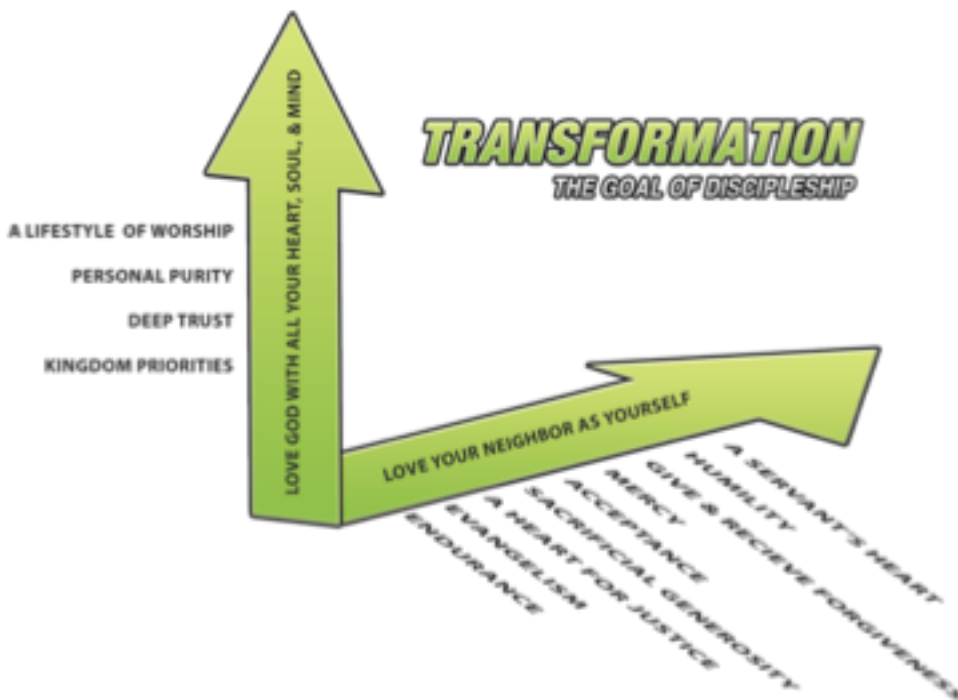 TRANSFORMATION
THE GOAL OF DISCIPLESHIP
LOVE GOD WITH ALL YOUR HEART, SOUL, & MIND
A LIFESTYLE OF WORSHIP
PERSONAL PURITY
DEEP TRUST
KINGDOM PRIORITIES
LOVE YOUR NEIGHBOR AS YOURSELF
ENDURANCE
EVANGELISM
A HEART FOR JUSTICE
SACRIFICIAL GENEROSITY
ACCEPTANCE
MERCY
GIVE & RECIEVE FORGIVENESS
HUMILITY
A SERVANT'S HEART